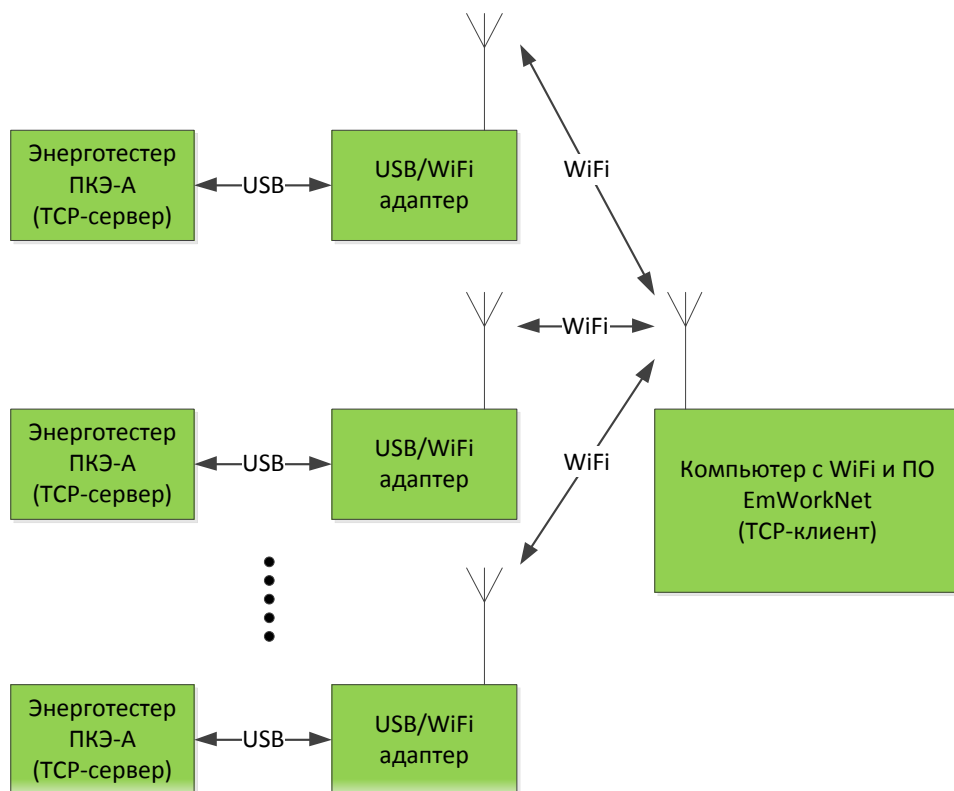 Энерготестер
ПКЭ-А
(TCP-сервер)
USB
USB/WiFi
адаптер
WiFi
WiFi
Энерготестер
ПКЭ-А
(TCP-сервер)
USB
USB/WiFi
адаптер
WiFi
Компьютер с WiFi и ПО
EmWorkNet
(TCP-клиент)
Энерготестер
ПКЭ-А
(TCP-сервер)
USB
USB/WiFi
адаптер